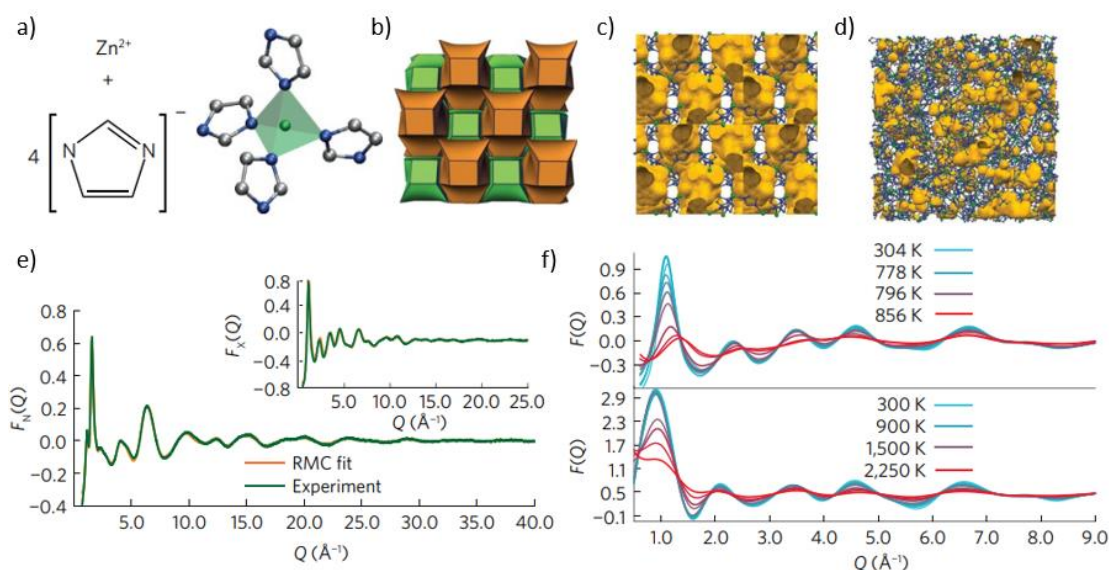 a)
Zn2+
+
4
N
N
−
b)
c)
d)
e)
0.8
0.6
0.4
0.2
0.0
−0.2
−0.4
FN(Q)
5.0 10.0 15.0 20.0 25.0 30.0 35.0 40.0
Q (Å−1)
RMC fit
Experiment
0.8
0.4
0.0
−0.4
−0.8
FX(Q)
5.0 10.0 15.0 20.0 25.0
Q (Å−1)
f)
0.9
0.6
0.3
0.0
−0.3
F(Q)
304 K
778 K
796 K
856 K
2.9
2.3
1.7
1.1
0.5
−0.1
F(Q)
300 K
900 K
1,500 K
2,250 K
1.0 2.0 3.0 4.0 5.0 6.0 7.0 8.0 9.0
Q (Å−1)